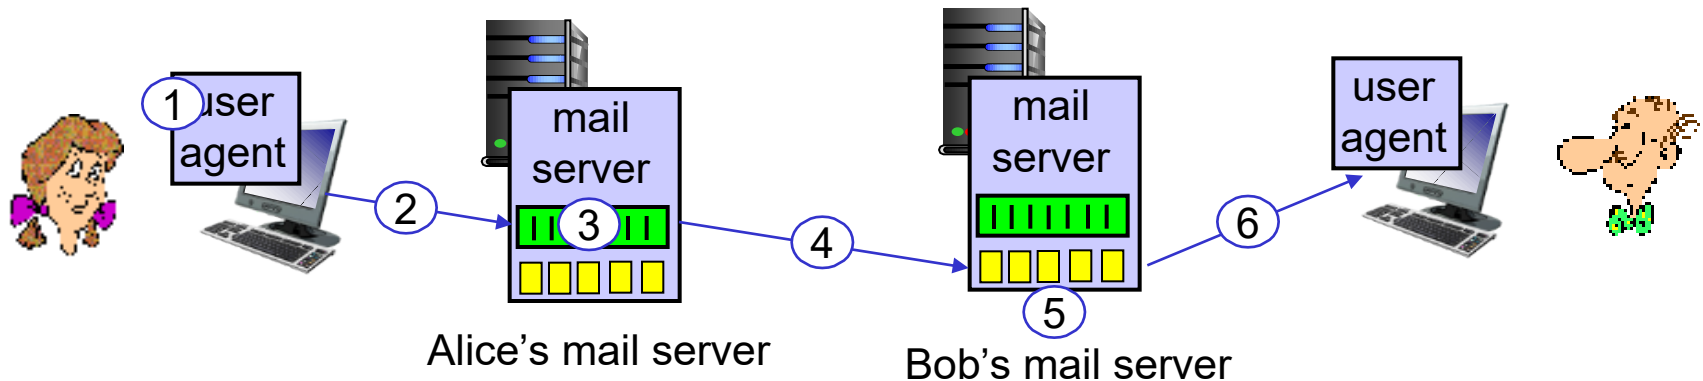 1
user
agent
2
mail
server
3
Alice's mail server
4
mail
server
5
Bob's mail server
6
user
agent